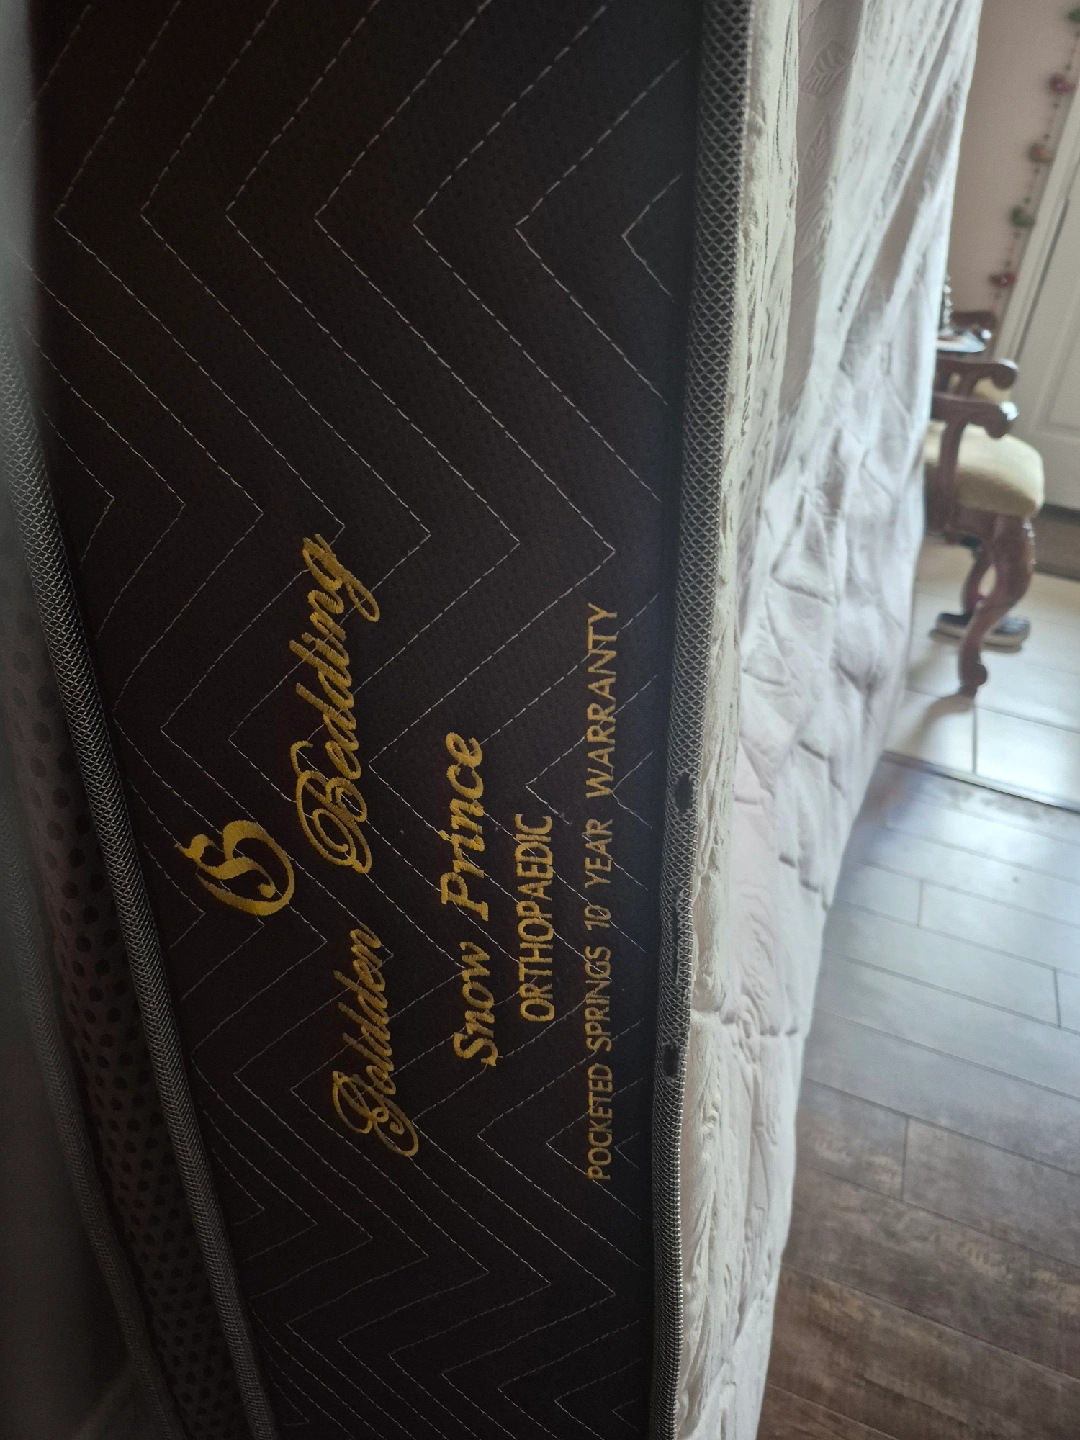 Golden Bedding
Snow Prince
ORTHOPAEDIC
POCKETED SPRINGS 10 YEAR WARRANTY